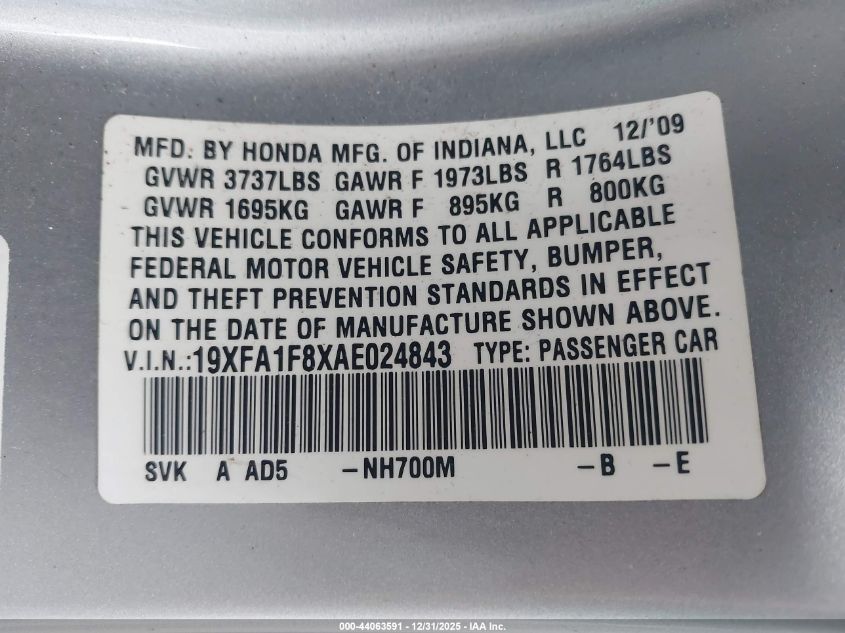 MFD. BY HONDA MFG. OF INDIANA, LLC 12/'09
GVWR 3737LBS GAWR F 1973LBS R 1764LBS
GVWR 1695KG GAWR F 895KG R 800KG
THIS VEHICLE CONFORMS TO ALL APPLICABLE
FEDERAL MOTOR VEHICLE SAFETY, BUMPER,
AND THEFT PREVENTION STANDARDS IN EFFECT
ON THE DATE OF MANUFACTURE SHOWN ABOVE.
V.I.N.:19XFA1F8XAE024843 TYPE: PASSENGER CAR
SVK A AD5 -NH700M -B -E
000-44063591 - 12/31/2025 - IAA Inc.